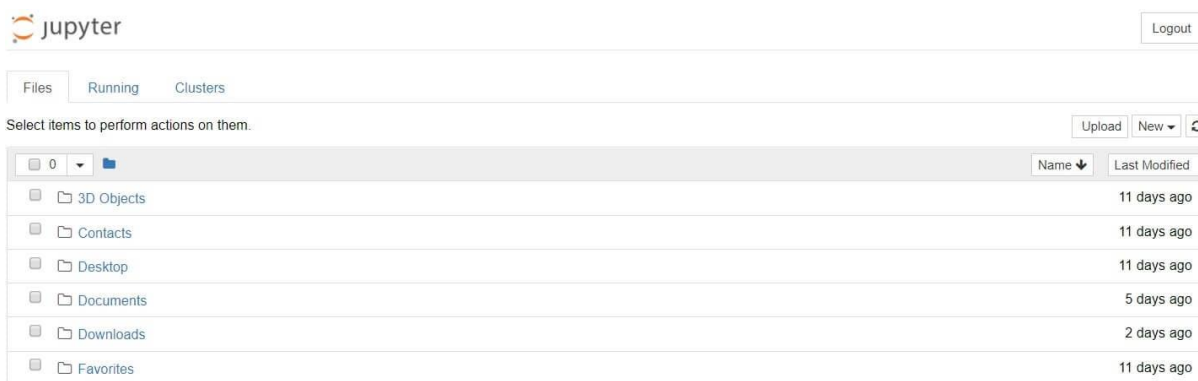 jupyter Logout
Files Running Clusters
Select items to perform actions on them. Upload New
0 Name Last Modified
3D Objects 11 days ago
Contacts 11 days ago
Desktop 11 days ago
Documents 5 days ago
Downloads 2 days ago
Favorites 11 days ago